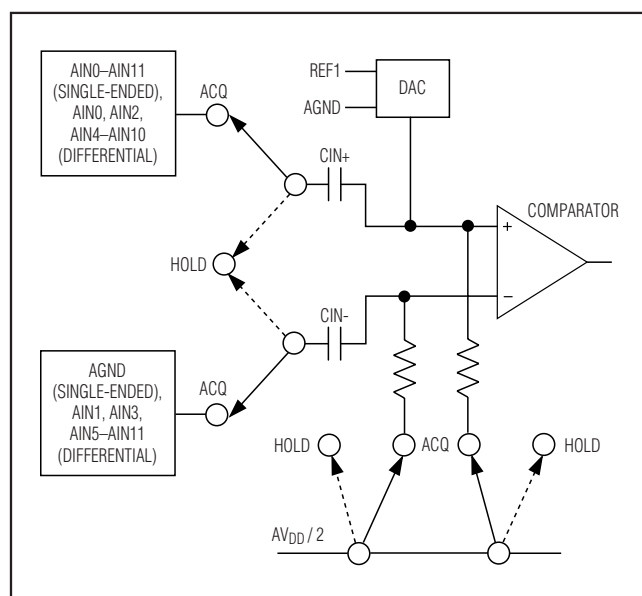 AIN0–AIN11
(SINGLE-ENDED),
AIN0, AIN2,
AIN4–AIN10
(DIFFERENTIAL)
ACQ
REF1
AGND
DAC
CIN+
COMPARATOR
+
HOLD
−
CIN-
AGND
(SINGLE-ENDED),
AIN1, AIN3,
AIN5–AIN11
(DIFFERENTIAL)
ACQ
HOLD
ACQ
HOLD
AVDD / 2